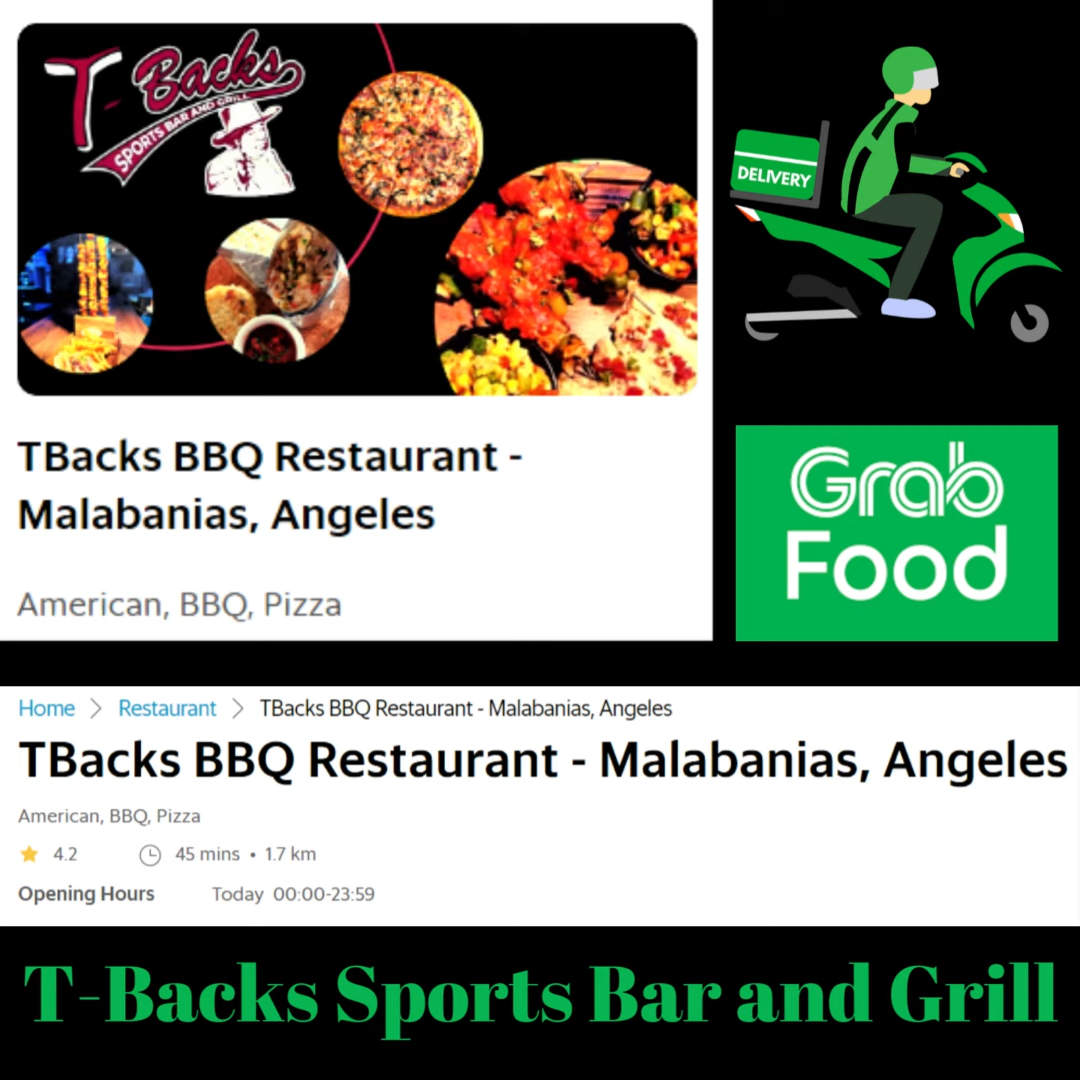 T-Backs
SPORTS BAR AND GRILL
DELIVERY
TBacks BBQ Restaurant -
Malabanias, Angeles
American, BBQ, Pizza
Grab
Food
Home > Restaurant > TBacks BBQ Restaurant - Malabanias, Angeles
TBacks BBQ Restaurant - Malabanias, Angeles
American, BBQ, Pizza
4.2 45 mins • 1.7 km
Opening Hours Today 00:00-23:59
T-Backs Sports Bar and Grill